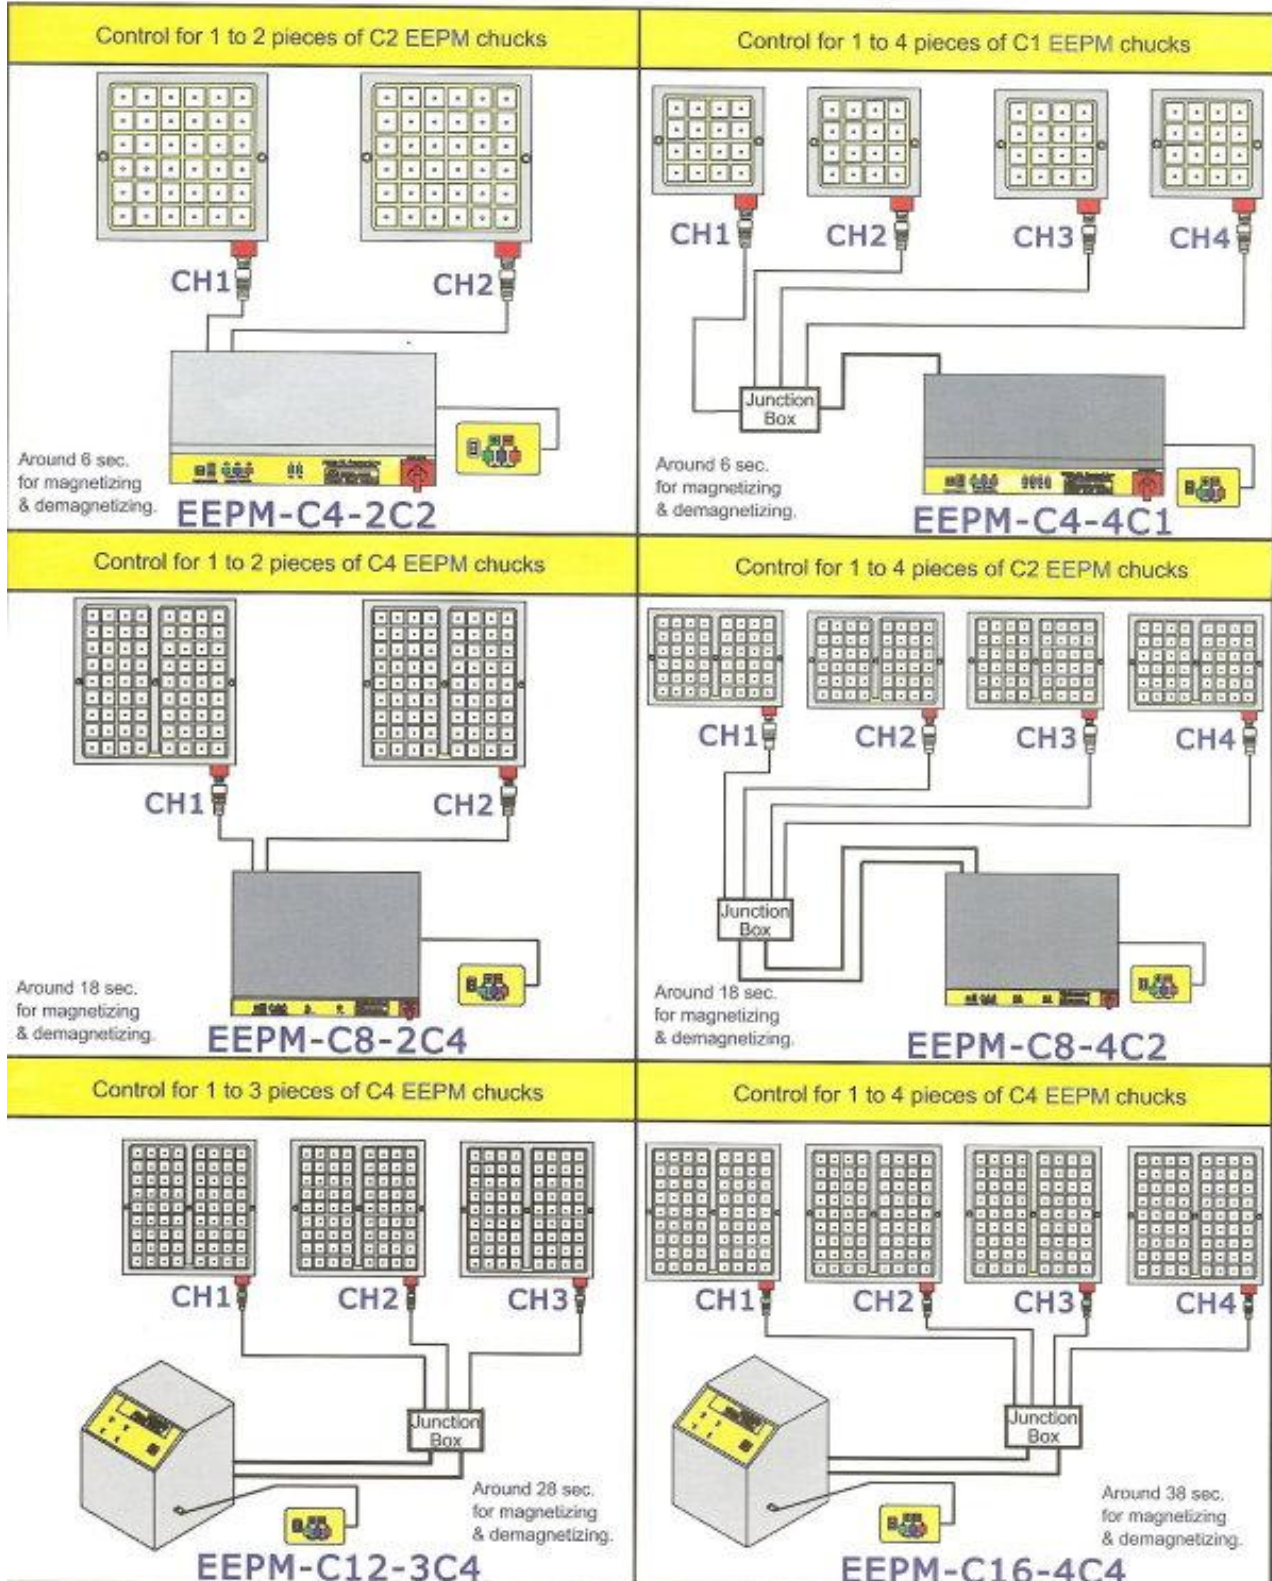 Control for 1 to 2 pieces of C2 EEPM chucks
CH1
CH2
Around 6 sec.
for magnetizing
& demagnetizing.
EEPM-C4-2C2
Control for 1 to 4 pieces of C1 EEPM chucks
CH1
CH2
CH3
CH4
Junction
Box
Around 6 sec.
for magnetizing
& demagnetizing.
EEPM-C4-4C1
Control for 1 to 2 pieces of C4 EEPM chucks
CH1
CH2
Around 18 sec.
for magnetizing
& demagnetizing.
EEPM-C8-2C4
Control for 1 to 4 pieces of C2 EEPM chucks
CH1
CH2
CH3
CH4
Junction
Box
Around 18 sec.
for magnetizing
& demagnetizing.
EEPM-C8-4C2
Control for 1 to 3 pieces of C4 EEPM chucks
CH1
CH2
CH3
Junction
Box
Around 28 sec.
for magnetizing
& demagnetizing.
EEPM-C12-3C4
Control for 1 to 4 pieces of C4 EEPM chucks
CH1
CH2
CH3
CH4
Junction
Box
Around 38 sec.
for magnetizing
& demagnetizing.
EEPM-C16-4C4